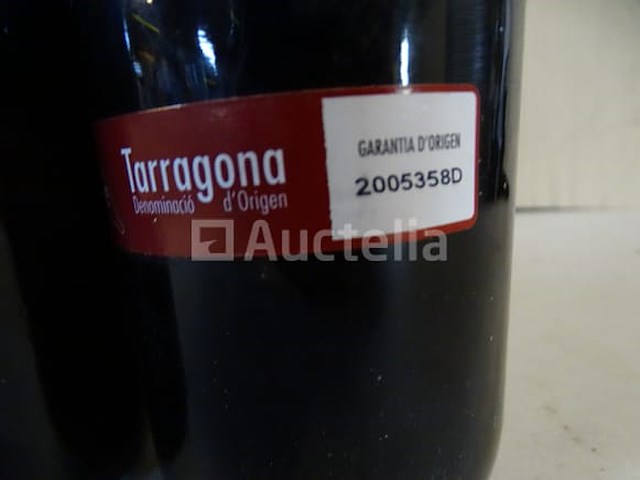 Tarragona
Denominació d'Origen
GARANTIA D'ORIGEN
2005358D
Auctelia